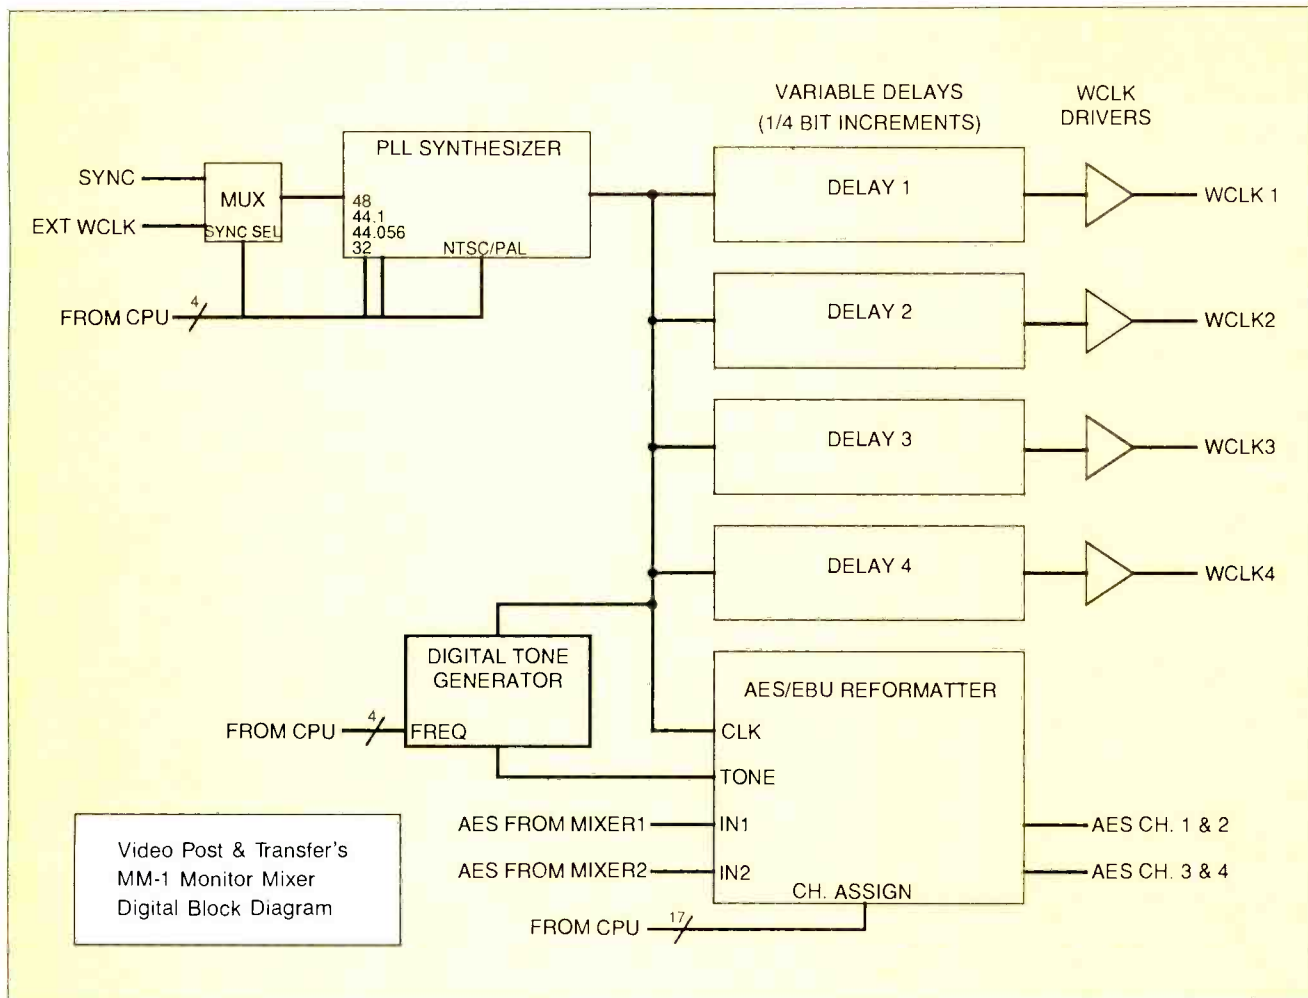 VARIABLE DELAYS
(1/4 BIT INCREMENTS)
WCLK
DRIVERS
PLL SYNTHESIZER
SYNC
MUX
EXT WCLK
SYNC SEL
48
44.1
44.056
32
NTSC/PAL
FROM CPU
4
DELAY 1
WCLK 1
DELAY 2
WCLK2
DELAY 3
WCLK3
DELAY 4
WCLK4
DIGITAL TONE
GENERATOR
FROM CPU
4
FREQ
AES/EBU REFORMATTER
CLK
TONE
AES FROM MIXER1
IN1
AES CH. 1 & 2
AES FROM MIXER2
IN2
AES CH. 3 & 4
CH. ASSIGN
FROM CPU
17
Video Post & Transfer's
MM-1 Monitor Mixer
Digital Block Diagram